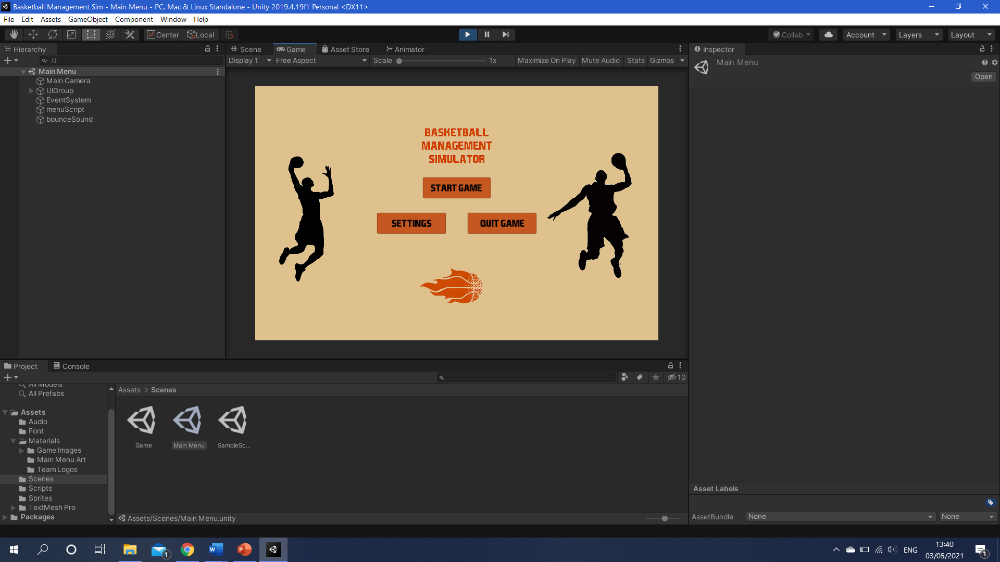 Basketball Management Sim - Main Menu - PC, Mac & Linux Standalone - Unity 2019.4.19f1 Personal <DX11>
File Edit Assets GameObject Component Window Help
Center Local
Collab Account Layers Layout
Hierarchy
All
Main Menu
Main Camera
UIGroup
EventSystem
menuScript
bounceSound
Scene Game Asset Store Animator
Display 1 Free Aspect Scale 1x Maximize On Play Mute Audio Stats Gizmos
BASKETBALL
MANAGEMENT
SIMULATOR
START GAME
SETTINGS QUIT GAME
Inspector
Main Menu
Open
Project Console
10
All Models
All Prefabs
Assets
Audio
Font
Materials
Game Images
Main Menu Art
Team Logos
Scenes
Scripts
Sprites
TextMesh Pro
Packages
Assets > Scenes
Game Main Menu SampleSc...
Assets/Scenes/Main Menu.unity
Asset Labels
AssetBundle None None
1
ENG
13:40
03/05/2021
1